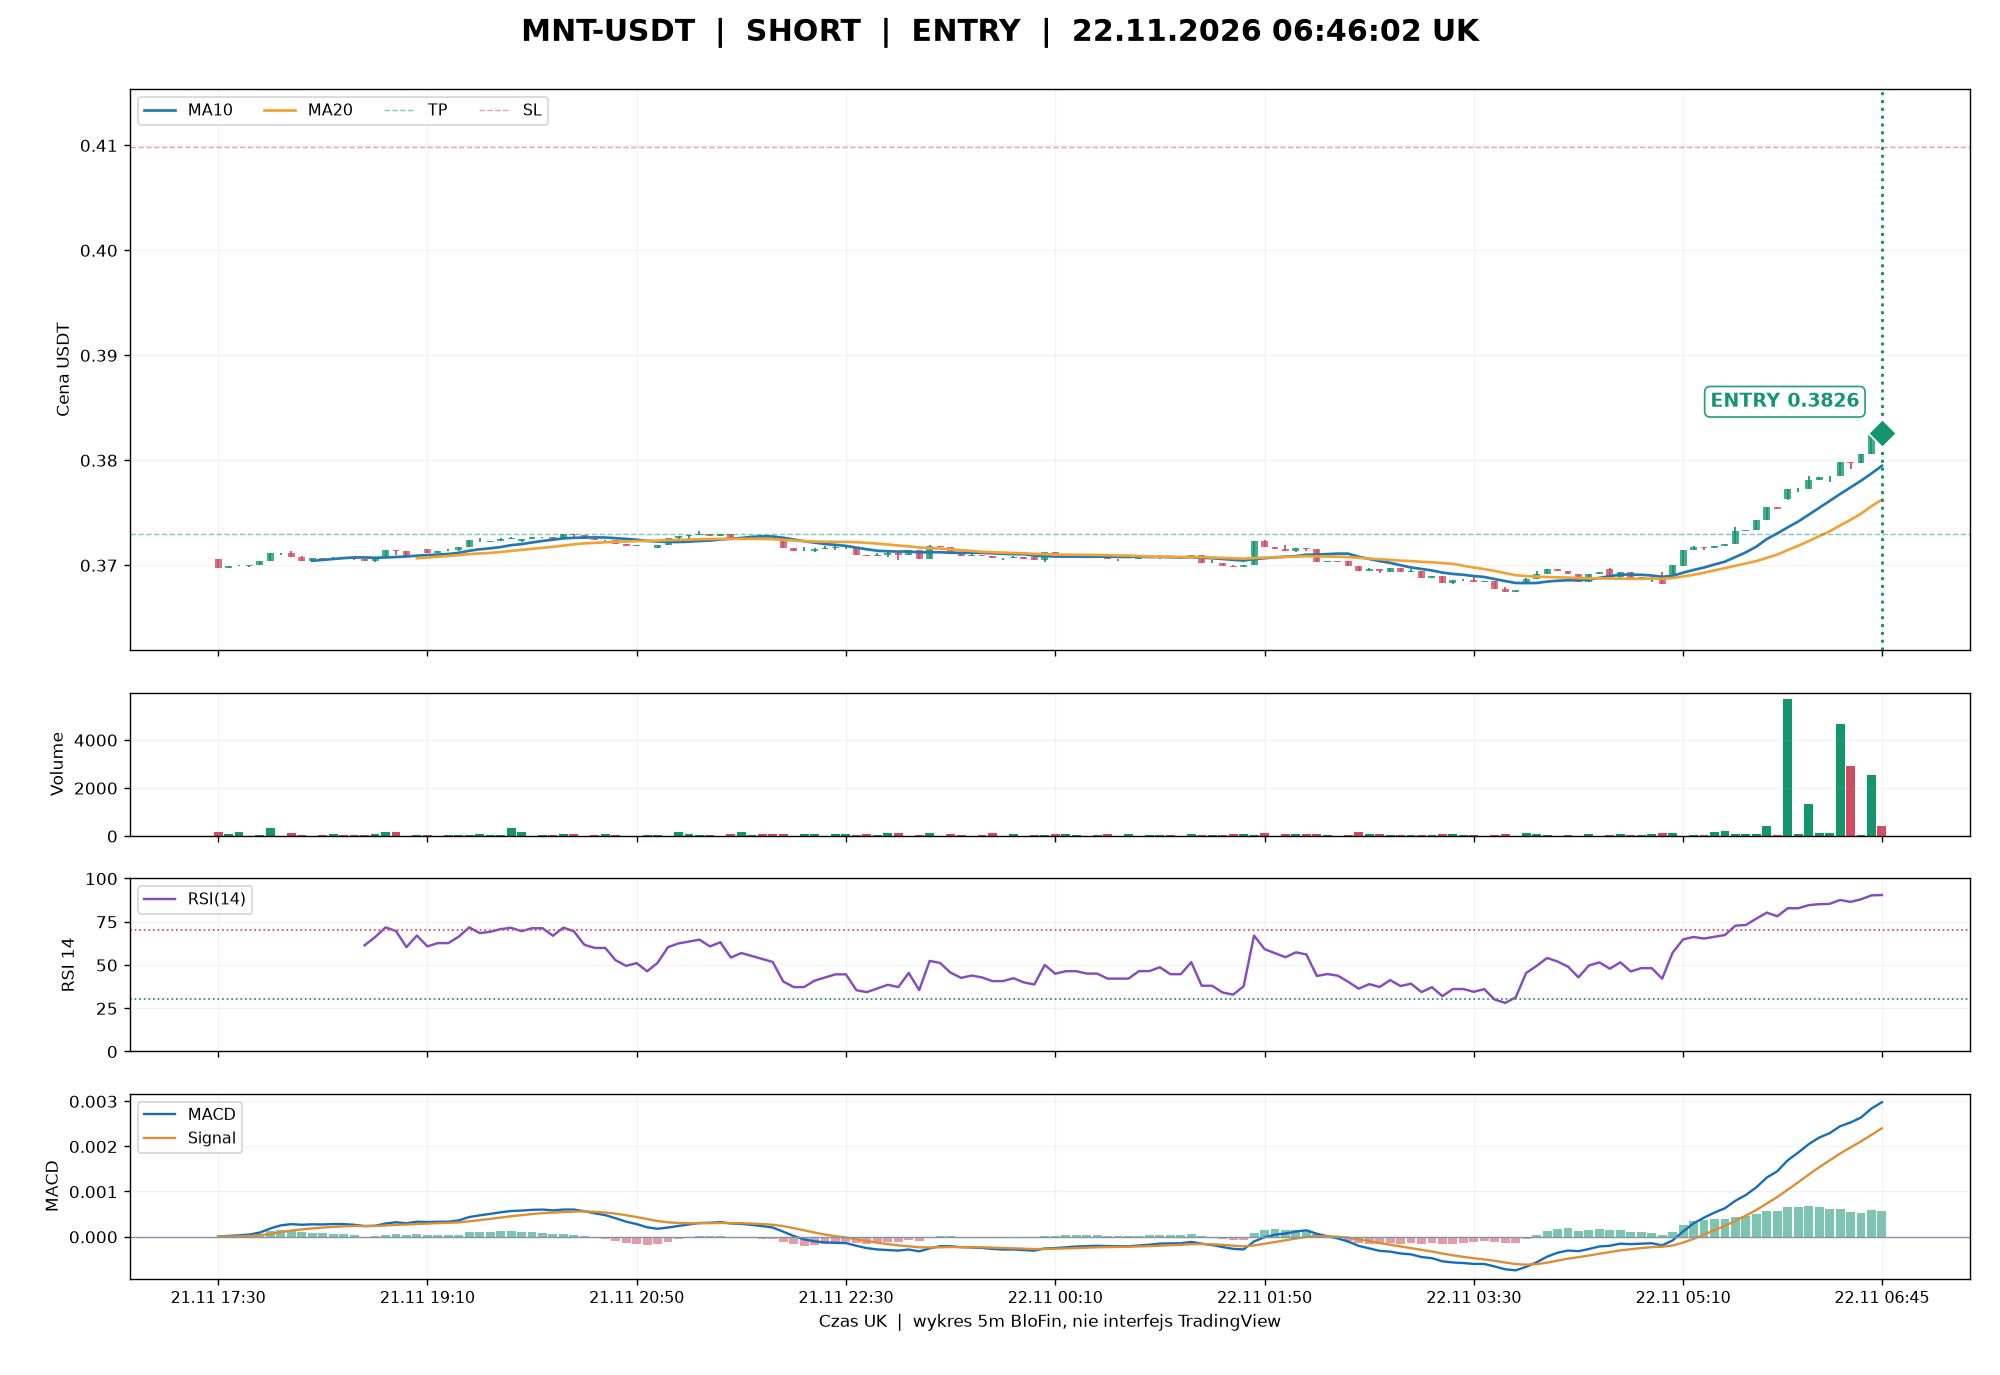 MNT-USDT | SHORT | ENTRY | 22.11.2026 06:46:02 UK
MA10 MA20 TP SL
Cena USDT
0.41
0.40
0.39
0.38
0.37
ENTRY 0.3826
Volume
4000
2000
0
RSI 14
RSI(14)
100
75
50
25
0
MACD
MACD
Signal
0.003
0.002
0.001
0.000
21.11 17:30 21.11 19:10 21.11 20:50 21.11 22:30 22.11 00:10 22.11 01:50 22.11 03:30 22.11 05:10 22.11 06:45
Czas UK | wykres 5m BloFin, nie interfejs TradingView